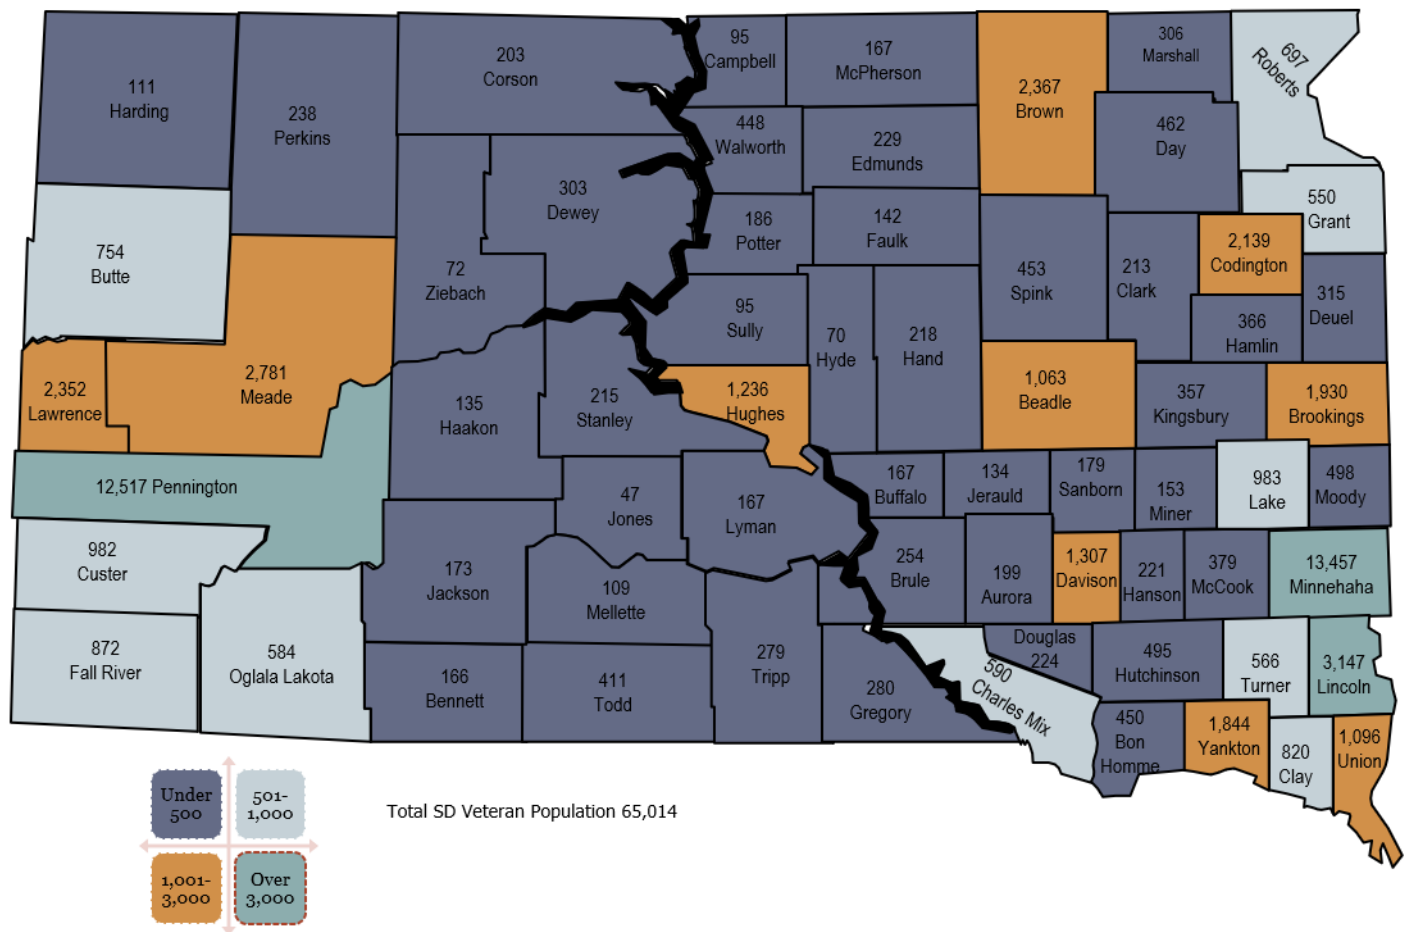 111
Harding
238
Perkins
203
Corson
95
Campbell
167
McPherson
2,367
Brown
306
Marshall
697
Roberts
448
Walworth
229
Edmunds
462
Day
303
Dewey
550
Grant
754
Butte
72
Ziebach
186
Potter
142
Faulk
453
Spink
213
Clark
2,139
Codington
95
Sully
70
Hyde
218
Hand
366
Hamlin
315
Deuel
2,352
Lawrence
2,781
Meade
135
Haakon
215
Stanley
1,236
Hughes
1,063
Beadle
357
Kingsbury
1,930
Brookings
12,517 Pennington
47
Jones
167
Lyman
167
Buffalo
134
Jerauld
179
Sanborn
153
Miner
983
Lake
498
Moody
982
Custer
173
Jackson
109
Mellette
254
Brule
199
Aurora
1,307
Davison
221
Hanson
379
McCook
13,457
Minnehaha
872
Fall River
584
Oglala Lakota
166
Bennett
411
Todd
279
Tripp
280
Gregory
590
Charles Mix
Douglas
224
495
Hutchinson
566
Turner
3,147
Lincoln
450
Bon
Homme
1,844
Yankton
820
Clay
1,096
Union
Under
500
501-
1,000
1,001-
3,000
Over
3,000
Total SD Veteran Population 65,014